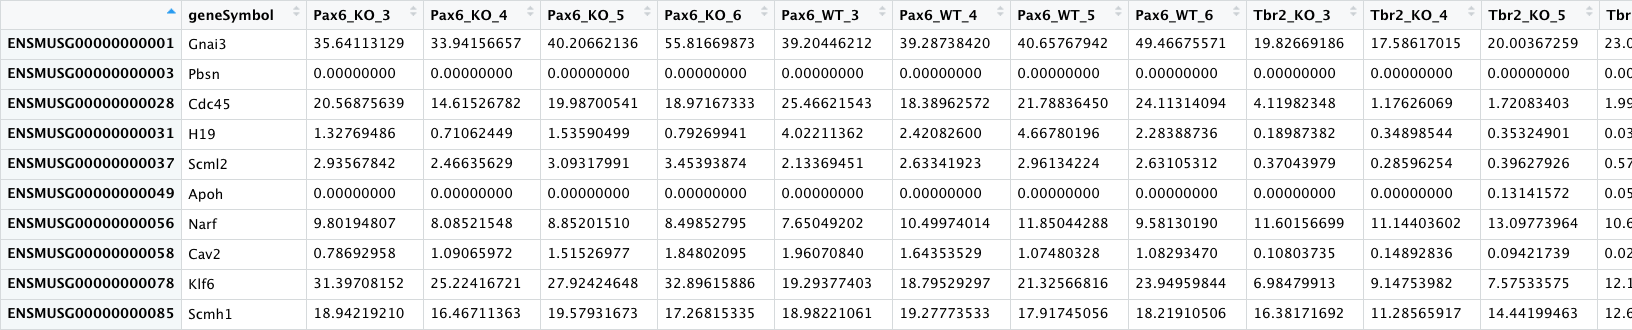 geneSymbol Pax6_KO_3 Pax6_KO_4 Pax6_KO_5 Pax6_KO_6 Pax6_WT_3 Pax6_WT_4 Pax6_WT_5 Pax6_WT_6 Tbr2_KO_3 Tbr2_KO_4 Tbr2_KO_5 Tbr
ENSMUSG00000000001 Gnai3 35.64113129 33.94156657 40.20662136 55.81669873 39.20446212 39.28738420 40.65767942 49.46675571 19.82669186 17.58617015 20.00367259 23.0
ENSMUSG00000000003 Pbsn 0.00000000 0.00000000 0.00000000 0.00000000 0.00000000 0.00000000 0.00000000 0.00000000 0.00000000 0.00000000 0.00000000 0.00
ENSMUSG00000000028 Cdc45 20.56875639 14.61526782 19.98700541 18.97167333 25.46621543 18.38962572 21.78836450 24.11314094 4.11982348 1.17626069 1.72083403 1.99
ENSMUSG00000000031 H19 1.32769486 0.71062449 1.53590499 0.79269941 4.02211362 2.42082600 4.66780196 2.28388736 0.18987382 0.34898544 0.35324901 0.03
ENSMUSG00000000037 Scml2 2.93567842 2.46635629 3.09317991 3.45393874 2.13369451 2.63341923 2.96134224 2.63105312 0.37043979 0.28596254 0.39627926 0.57
ENSMUSG00000000049 Apoh 0.00000000 0.00000000 0.00000000 0.00000000 0.00000000 0.00000000 0.00000000 0.00000000 0.00000000 0.00000000 0.13141572 0.05
ENSMUSG00000000056 Narf 9.80194807 8.08521548 8.85201510 8.49852795 7.65049202 10.49974014 11.85044288 9.58130190 11.60156699 11.14403602 13.09773964 10.6
ENSMUSG00000000058 Cav2 0.78692958 1.09065972 1.51526977 1.84802095 1.96070840 1.64353529 1.07480328 1.08293470 0.10803735 0.14892836 0.09421739 0.02
ENSMUSG00000000078 Klf6 31.39708152 25.22416721 27.92424648 32.89615886 19.29377403 18.79529297 21.32566816 23.94959844 6.98479913 9.14753982 7.57533575 12.1
ENSMUSG00000000085 Scmh1 18.94219210 16.46711363 19.57931673 17.26815335 18.98221061 19.27773533 17.91745056 18.21910506 16.38171692 11.28565917 14.44199463 12.6